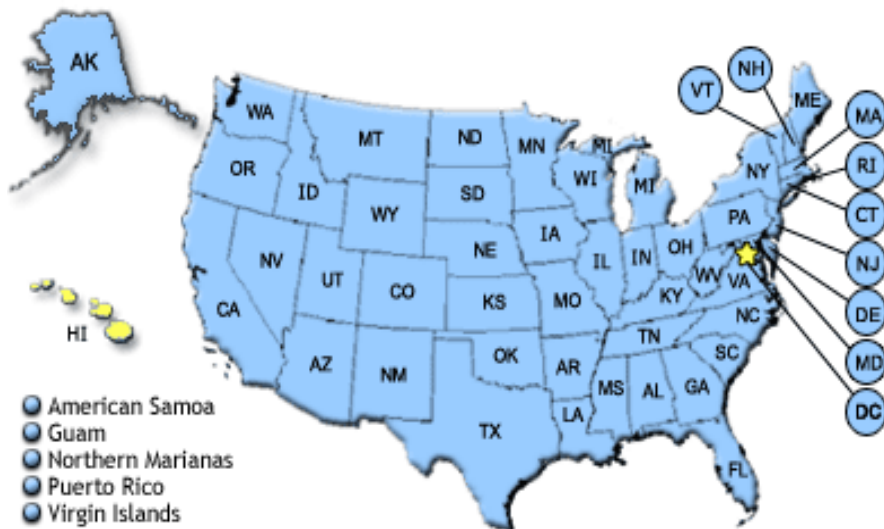 AK
VT
NH
ME
MA
RI
CT
NJ
DE
MD
DC
WA
MT
ND
MN
MI
OR
ID
SD
WI
MI
NY
WY
IA
PA
NE
NV
UT
CO
IL
IN
OH
WV
VA
CA
KS
MO
KY
NC
AZ
NM
OK
AR
TN
SC
TX
LA
MS
AL
GA
FL
HI
American Samoa
Guam
Northern Marianas
Puerto Rico
Virgin Islands